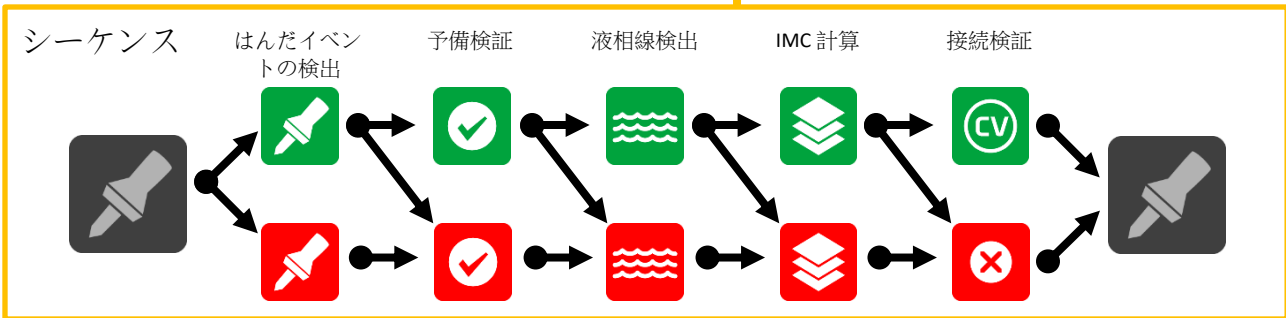 シーケンス
はんだイベン
トの検出
予備検証
液相線検出
IMC 計算
接続検証
CV